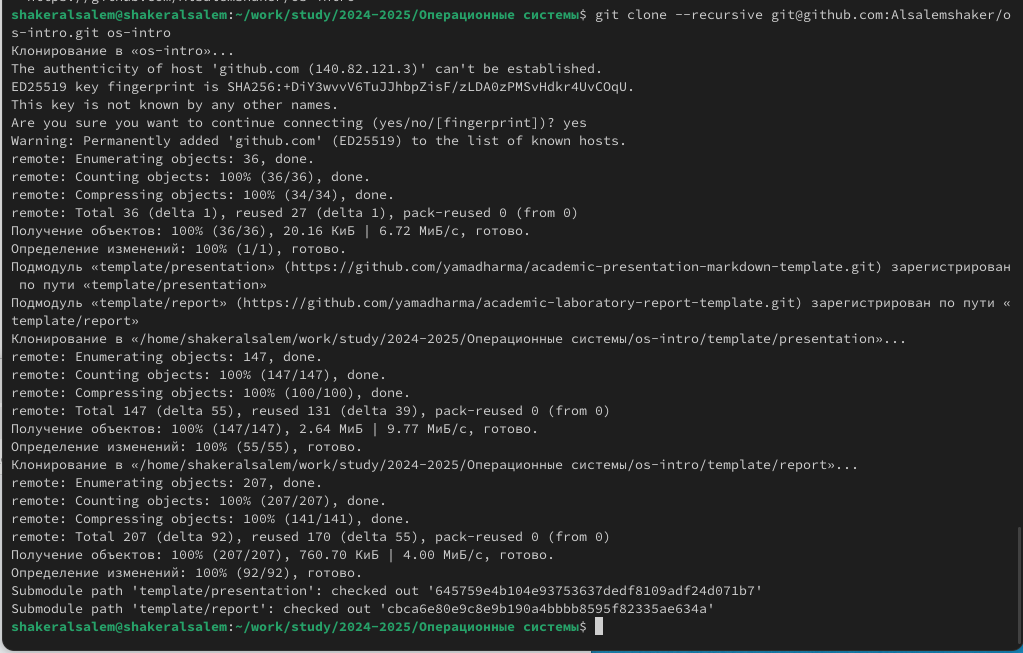 shakeralsalem@shakeralsalem:~/work/study/2024-2025/Операционные системы$ git clone --recursive git@github.com:Alsalemshaker/o
s-intro.git os-intro
Клонирование в «os-intro»...
The authenticity of host 'github.com (140.82.121.3)' can't be established.
ED25519 key fingerprint is SHA256:+DiY3wvvV6TuJJhbpZisF/zLDA0zPMSvHdkr4UvCOqU.
This key is not known by any other names.
Are you sure you want to continue connecting (yes/no/[fingerprint])? yes
Warning: Permanently added 'github.com' (ED25519) to the list of known hosts.
remote: Enumerating objects: 36, done.
remote: Counting objects: 100% (36/36), done.
remote: Compressing objects: 100% (34/34), done.
remote: Total 36 (delta 1), reused 27 (delta 1), pack-reused 0 (from 0)
Получение объектов: 100% (36/36), 20.16 КиБ | 6.72 МиБ/с, готово.
Определение изменений: 100% (1/1), готово.
Подмодуль «template/presentation» (https://github.com/yamadharma/academic-presentation-markdown-template.git) зарегистрирован
 по пути «template/presentation»
Подмодуль «template/report» (https://github.com/yamadharma/academic-laboratory-report-template.git) зарегистрирован по пути «
template/report»
Клонирование в «/home/shakeralsalem/work/study/2024-2025/Операционные системы/os-intro/template/presentation»...
remote: Enumerating objects: 147, done.
remote: Counting objects: 100% (147/147), done.
remote: Compressing objects: 100% (100/100), done.
remote: Total 147 (delta 55), reused 131 (delta 39), pack-reused 0 (from 0)
Получение объектов: 100% (147/147), 2.64 МиБ | 9.77 МиБ/с, готово.
Определение изменений: 100% (55/55), готово.
Клонирование в «/home/shakeralsalem/work/study/2024-2025/Операционные системы/os-intro/template/report»...
remote: Enumerating objects: 207, done.
remote: Counting objects: 100% (207/207), done.
remote: Compressing objects: 100% (141/141), done.
remote: Total 207 (delta 92), reused 170 (delta 55), pack-reused 0 (from 0)
Получение объектов: 100% (207/207), 760.70 КиБ | 4.00 МиБ/с, готово.
Определение изменений: 100% (92/92), готово.
Submodule path 'template/presentation': checked out '645759e4b104e93753637dedf8109adf24d071b7'
Submodule path 'template/report': checked out 'cbca6e80e9c8e9b190a4bbbb8595f82335ae634a'
shakeralsalem@shakeralsalem:~/work/study/2024-2025/Операционные системы$